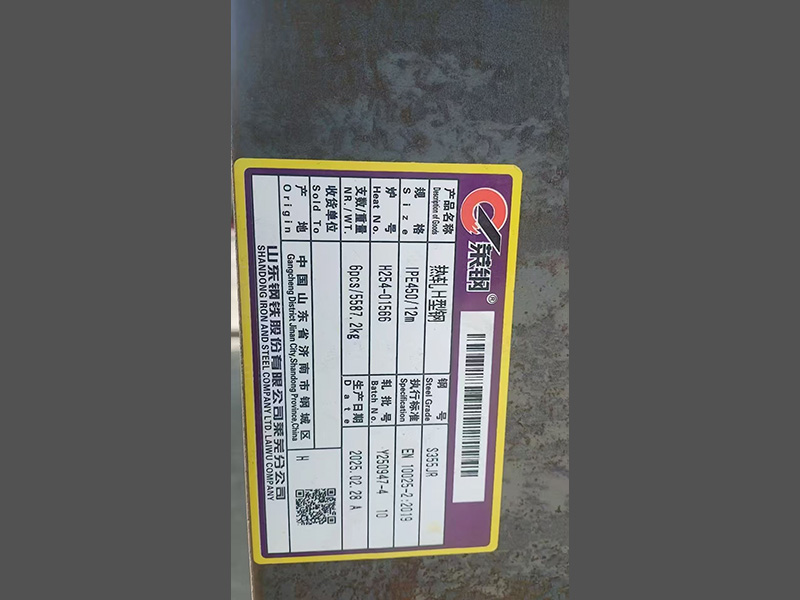 莱钢®
产品名称 热轧H型钢 钢 号 S355JR
Description of Goods Steel Grade
规 格 IPE450/12m 执行标准 EN 10025-2:2019
Size Specification
炉 号 H254-01566 轧 批 号 Y250947-4 10
Heat No. Batch No.
支数/重量 6pcs/5587.2kg 生产日期 2025.02.28 A
NR./WT. Date
收货单位
Sold To
产 地 中国山东省济南市钢城区 H
Origin Gangcheng District Jinan City,Shandong Province,China
山东钢铁股份有限公司莱芜分公司
SHANDONG IRON AND STEEL COMPANY LTD. LAIWU COMPANY